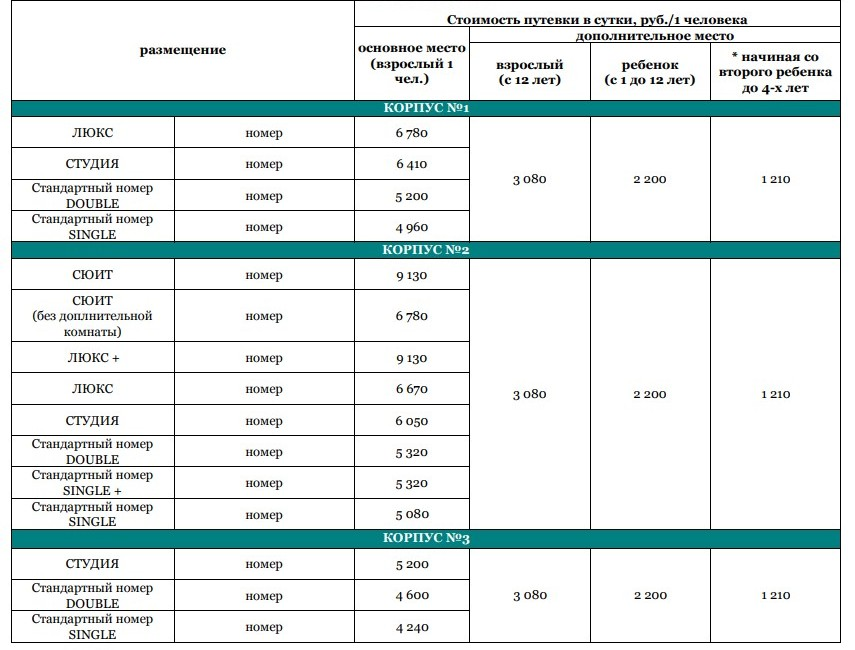 размещение
Стоимость путевки в сутки, руб./1 человека
основное место
(взрослый 1
чел.)
дополнительное место
взрослый
(с 12 лет)
ребенок
(с 1 до 12 лет)
* начиная со
второго ребенка
до 4-х лет
КОРПУС №1
ЛЮКС номер 6 780
СТУДИЯ номер 6 410
Стандартный номер
DOUBLE номер 5 200
Стандартный номер
SINGLE номер 4 960
3 080 2 200 1 210
КОРПУС №2
СЮИТ номер 9 130
СЮИТ
(без доплнительной
комнаты) номер 6 780
ЛЮКС + номер 9 130
ЛЮКС номер 6 670
СТУДИЯ номер 6 050
Стандартный номер
DOUBLE номер 5 320
Стандартный номер
SINGLE + номер 5 320
Стандартный номер
SINGLE номер 5 080
3 080 2 200 1 210
КОРПУС №3
СТУДИЯ номер 5 200
Стандартный номер
DOUBLE номер 4 600
Стандартный номер
SINGLE номер 4 240
3 080 2 200 1 210